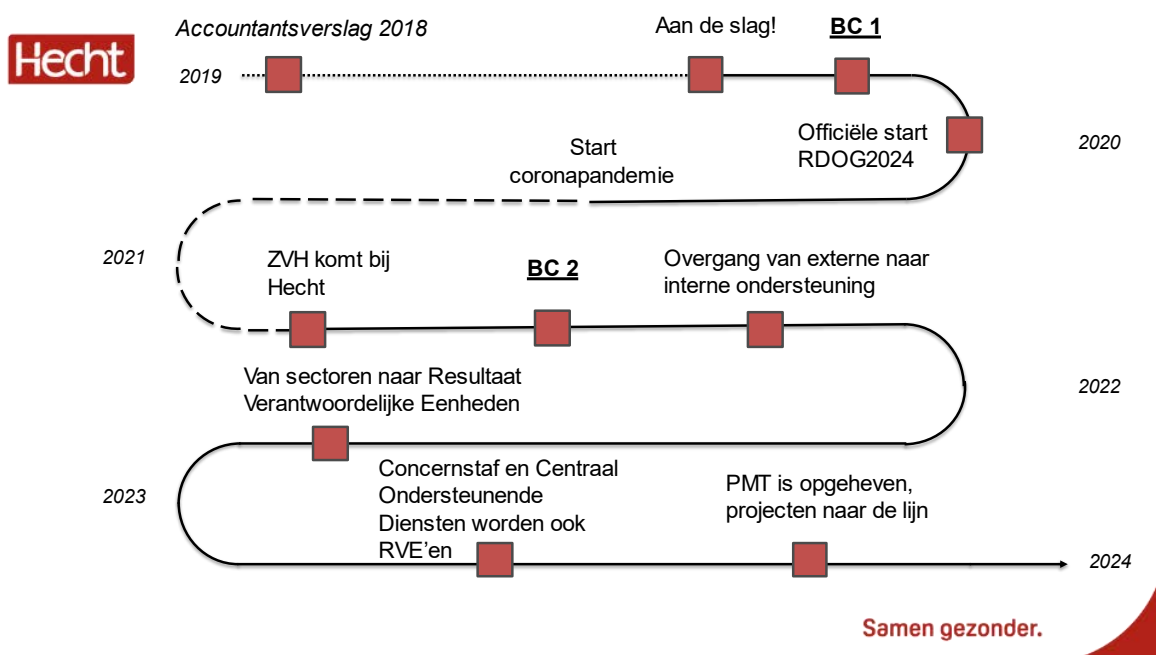 Hecht
Accountantsverslag 2018
Aan de slag!
BC 1
2019
Officiële start
RDOG2024
2020
Start
coronapandemie
2021
ZVH komt bij
Hecht
BC 2
Overgang van externe naar
interne ondersteuning
Van sectoren naar Resultaat
Verantwoordelijke Eenheden
2022
2023
Concernstaf en Centraal
Ondersteunende
Diensten worden ook
RVE'en
PMT is opgeheven,
projecten naar de lijn
2024
Samen gezonder.